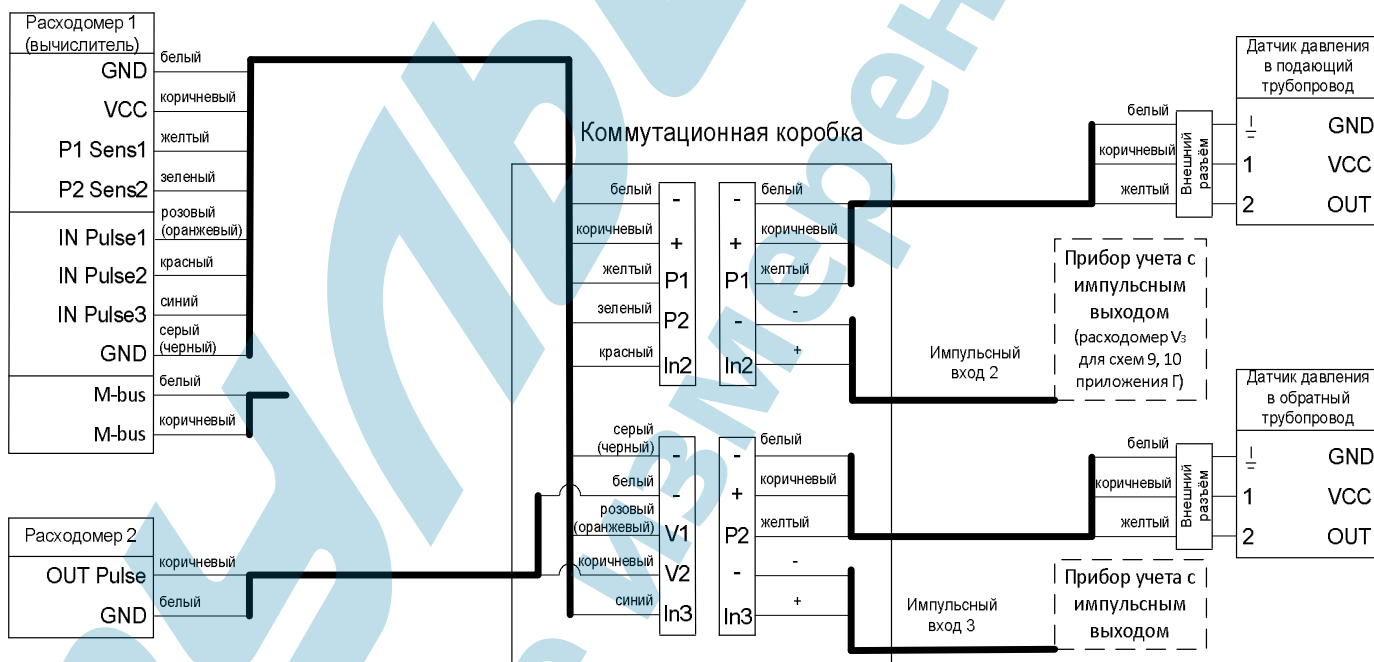 Расходомер 1
(вычислитель)
GND
белый
VCC
коричневый
P1 Sens1
желтый
P2 Sens2
зеленый
IN Pulse1
розовый
(оранжевый)
IN Pulse2
красный
IN Pulse3
синий
GND
серый
(черный)
M-bus
белый
M-bus
коричневый
Расходомер 2
OUT Pulse
коричневый
GND
белый
Коммутационная коробка
белый
-
коричневый
+
желтый
P1
зеленый
P2
красный
In2
-
белый
+
коричневый
P1
желтый
-
-
In2
+
серый
(черный)
-
белый
-
розовый
(оранжевый)
V1
коричневый
V2
синий
In3
-
белый
+
коричневый
P2
желтый
-
-
In3
+
Импульсный
вход 2
Импульсный
вход 3
Датчик давления
в подающий
трубопровод
белый
коричневый
желтый
Внешний
разъём
GND
1
VCC
2
OUT
Прибор учета с
импульсным
выходом
(расходомер V₃
для схем 9, 10
приложения Г)
Датчик давления
в обратный
трубопровод
белый
коричневый
желтый
Внешний
разъём
GND
1
VCC
2
OUT
Прибор учета с
импульсным
выходом